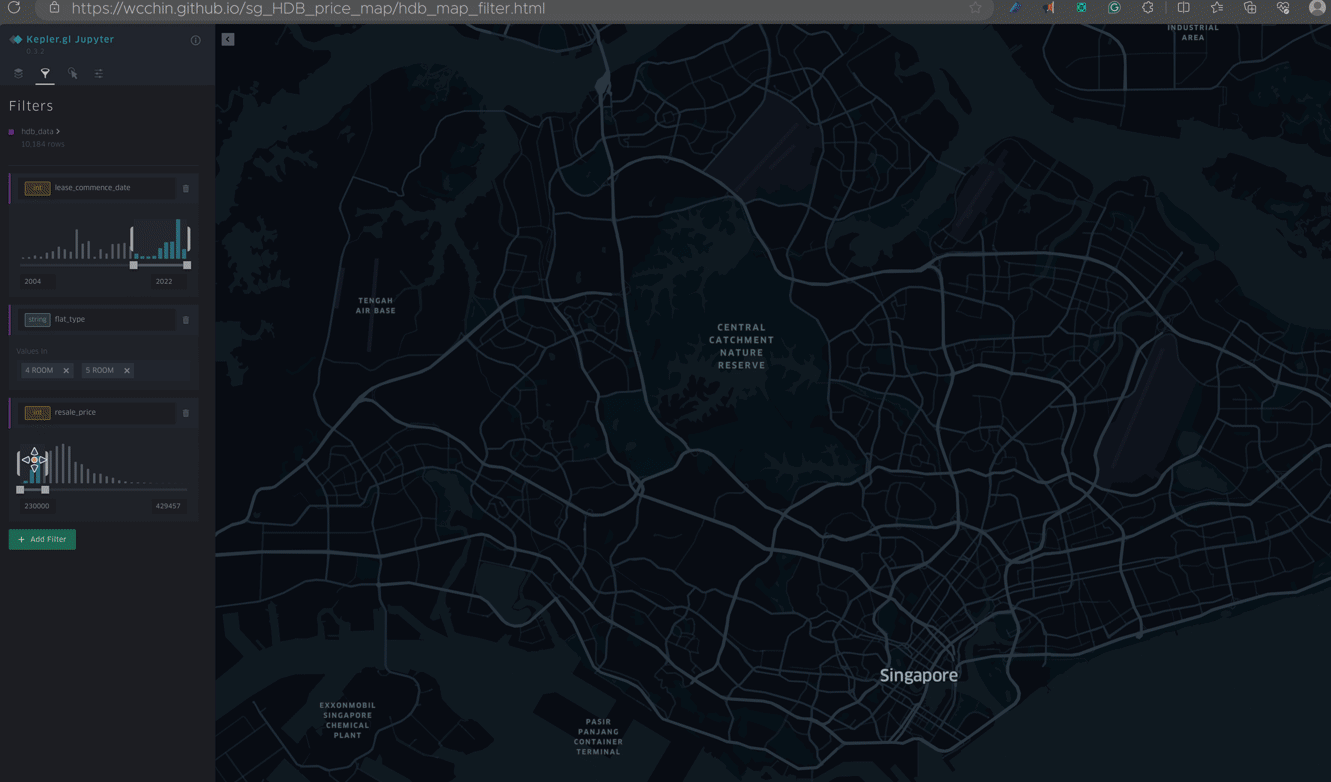 https://wcchin.github.io/sg_HDB_price_map/hdb_map_filter.html
Kepler.gl Jupyter
0.3.2
Filters
hdb_data
10,184 rows
int lease_commence_date
2004 2022
string flat_type
Values in
4 ROOM 5 ROOM
int resale_price
230000 429457
+ Add Filter
INDUSTRIAL
AREA
TENGAH
AIR BASE
CENTRAL
CATCHMENT
NATURE
RESERVE
Singapore
EXXONMOBIL
SINGAPORE
CHEMICAL
PLANT
PASIR
PANJANG
CONTAINER
TERMINAL